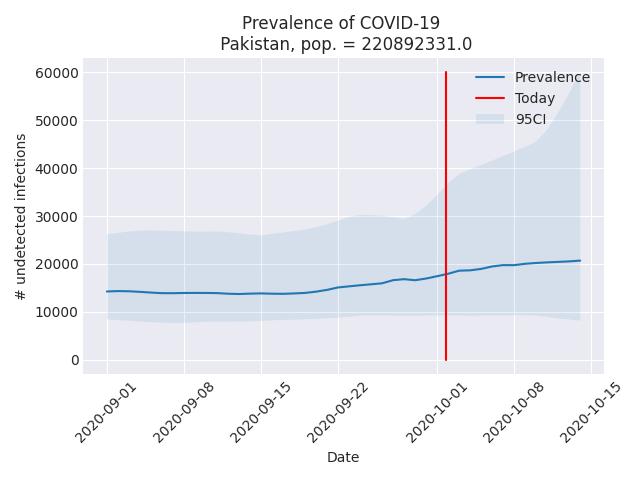 Prevalence of COVID-19
Pakistan, pop. = 220892331.0
Prevalence
Today
95CI
# undetected infections
60000
50000
40000
30000
20000
10000
0
2020-09-01
2020-09-08
2020-09-15
2020-09-22
2020-10-01
2020-10-08
2020-10-15
Date